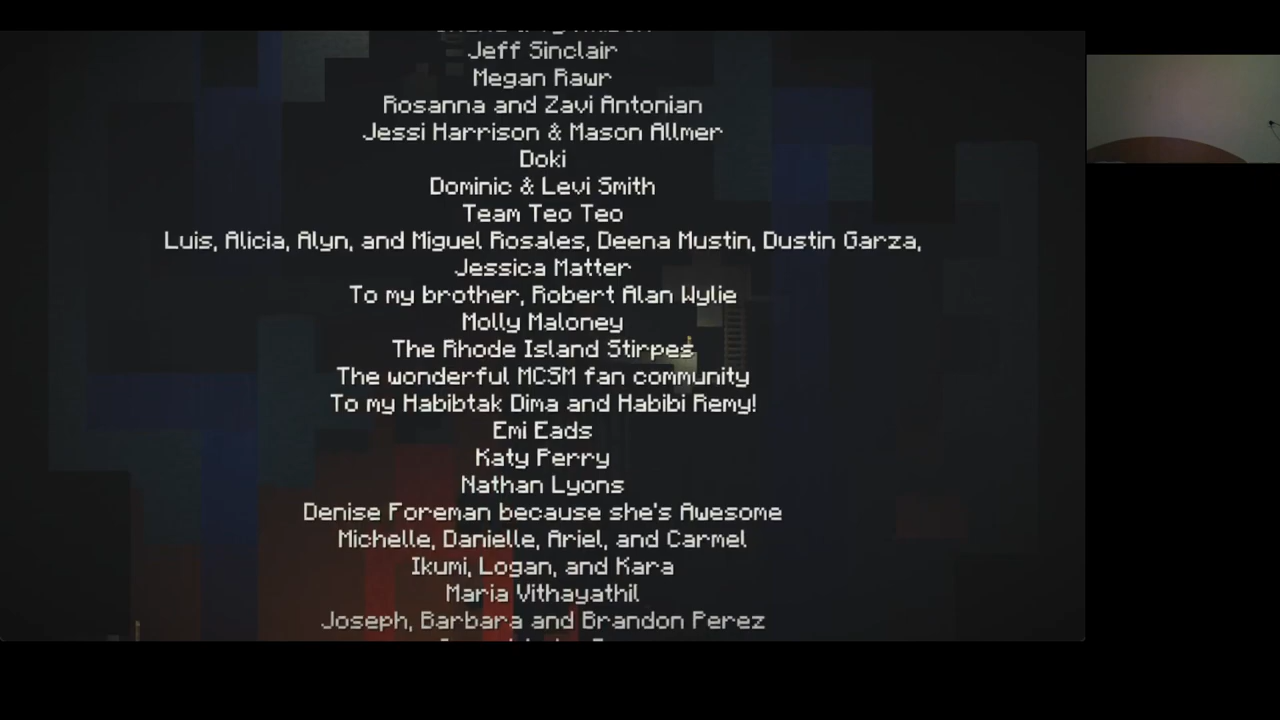 Jeff Sinclair
Megan Rawr
Rosanna and Zavi Antonian
Jessi Harrison & Mason Allmer
Doki
Dominic & Levi Smith
Team Teo Teo
Luis, Alicia, Alyn, and Miguel Rosales, Deena Mustin, Dustin Garza,
Jessica Matter
To my brother, Robert Alan Wylie
Molly Maloney
The Rhode Island Stirpes
The wonderful MCSM fan community
To my Habibtak Dima and Habibi Remy!
Emi Eads
Katy Perry
Nathan Lyons
Denise Foreman because she's Awesome
Michelle, Danielle, Ariel, and Carmel
Ikumi, Logan, and Kara
Maria Vithayathil
Joseph, Barbara and Brandon Perez